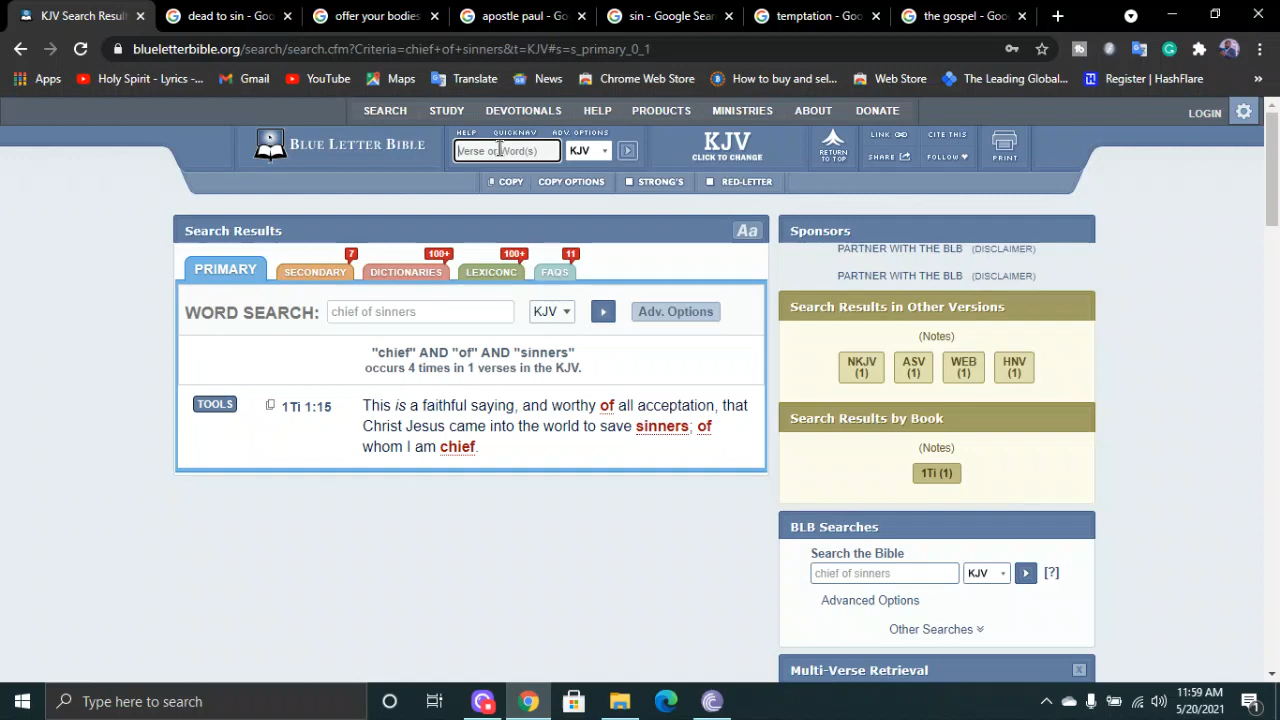 KJV Search Result
dead to sin - Goo
offer your bodies
apostle paul - Go
sin - Google Sear
temptation - Goo
the gospel - Goo
blueletterbible.org/search/search.cfm?Criteria=chief+of+sinners&t=KJV#s=s_primary_0_1
Apps
Holy Spirit - Lyrics -...
Gmail
YouTube
Maps
Translate
News
Chrome Web Store
How to buy and sel...
Web Store
The Leading Global...
Register | HashFlare
»
SEARCH STUDY DEVOTIONALS HELP PRODUCTS MINISTRIES ABOUT DONATE
LOGIN
BLUE LETTER BIBLE
HELP QUICKNAV ADV. OPTIONS
Verse or Word(s)
KJV
KJV
CLICK TO CHANGE
RETURN
TO TOP
LINK
CITE THIS
SHARE
FOLLOW
PRINT
COPY COPY OPTIONS STRONG'S RED-LETTER
Search Results
Aa
PRIMARY
SECONDARY
7
DICTIONARIES
100+
LEXICONC
100+
FAQS
11
WORD SEARCH:
chief of sinners
KJV
Adv. Options
"chief" AND "of" AND "sinners"
occurs 4 times in 1 verses in the KJV.
TOOLS
1Ti 1:15
This is a faithful saying, and worthy of all acceptation, that
Christ Jesus came into the world to save sinners; of
whom I am chief.
Sponsors
PARTNER WITH THE BLB (DISCLAIMER)
PARTNER WITH THE BLB (DISCLAIMER)
Search Results in Other Versions
(Notes)
NKJV
(1)
ASV
(1)
WEB
(1)
HNV
(1)
Search Results by Book
(Notes)
1Ti (1)
BLB Searches
Search the Bible
chief of sinners
KJV
[?]
Advanced Options
Other Searches
Multi-Verse Retrieval
x
Type here to search
11:59 AM
5/20/2021
1